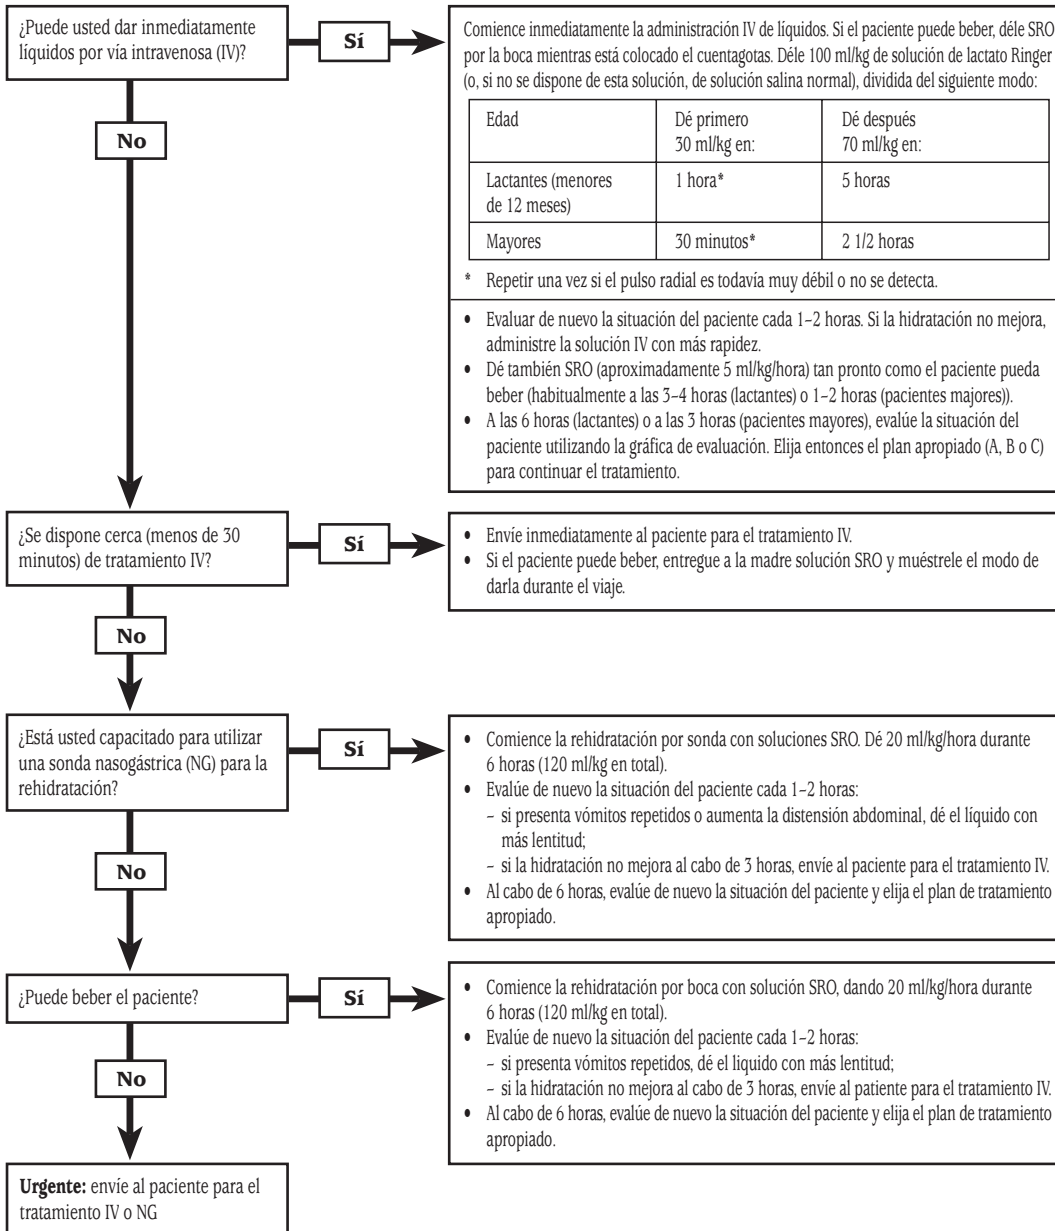 ¿Puede usted dar inmediatamente
líquidos por vía intravenosa (IV)?
Sí
Comience inmediatamente la administración IV de líquidos. Si el paciente puede beber, déle SRO
por la boca mientras está colocado el cuentagotas. Déle 100 ml/kg de solución de lactato Ringer
(o, si no se dispone de esta solución, de solución salina normal), dividida del siguiente modo:
Edad
Dé primero
30 ml/kg en:
Dé después
70 ml/kg en:
Lactantes (menores
de 12 meses)
1 hora*
5 horas
Mayores
30 minutos*
2 1/2 horas
* Repetir una vez si el pulso radial es todavía muy débil o no se detecta.
• Evaluar de nuevo la situación del paciente cada 1–2 horas. Si la hidratación no mejora,
administre la solución IV con más rapidez.
• Dé también SRO (aproximadamente 5 ml/kg/hora) tan pronto como el paciente pueda
beber (habitualmente a las 3–4 horas (lactantes) o 1–2 horas (pacientes majores)).
• A las 6 horas (lactantes) o a las 3 horas (pacientes mayores), evalúe la situación del
paciente utilizando la gráfica de evaluación. Elija entonces el plan apropiado (A, B o C)
para continuar el tratamiento.
No
¿Se dispone cerca (menos de 30
minutos) de tratamiento IV?
Sí
• Envíe inmediatamente al paciente para el tratamiento IV.
• Si el paciente puede beber, entregue a la madre solución SRO y muéstrele el modo de
darla durante el viaje.
No
¿Está usted capacitado para utilizar
una sonda nasogástrica (NG) para la
rehidratación?
Sí
• Comience la rehidratación por sonda con soluciones SRO. Dé 20 ml/kg/hora durante
6 horas (120 ml/kg en total).
• Evalúe de nuevo la situación del paciente cada 1–2 horas:
– si presenta vómitos repetidos o aumenta la distensión abdominal, dé el líquido con
más lentitud;
– si la hidratación no mejora al cabo de 3 horas, envíe al paciente para el tratamiento IV.
• Al cabo de 6 horas, evalúe de nuevo la situación del paciente y elija el plan de tratamiento
apropiado.
No
¿Puede beber el paciente?
Sí
• Comience la rehidratación por boca con solución SRO, dando 20 ml/kg/hora durante
6 horas (120 ml/kg en total).
• Evalúe de nuevo la situación del paciente cada 1–2 horas:
– si presenta vómitos repetidos, dé el liquido con más lentitud;
– si la hidratación no mejora al cabo de 3 horas, envíe al patiente para el tratamiento IV.
• Al cabo de 6 horas, evalúe de nuevo la situación del paciente y elija el plan de tratamiento
apropiado.
No
Urgente: envíe al paciente para el
tratamiento IV o NG